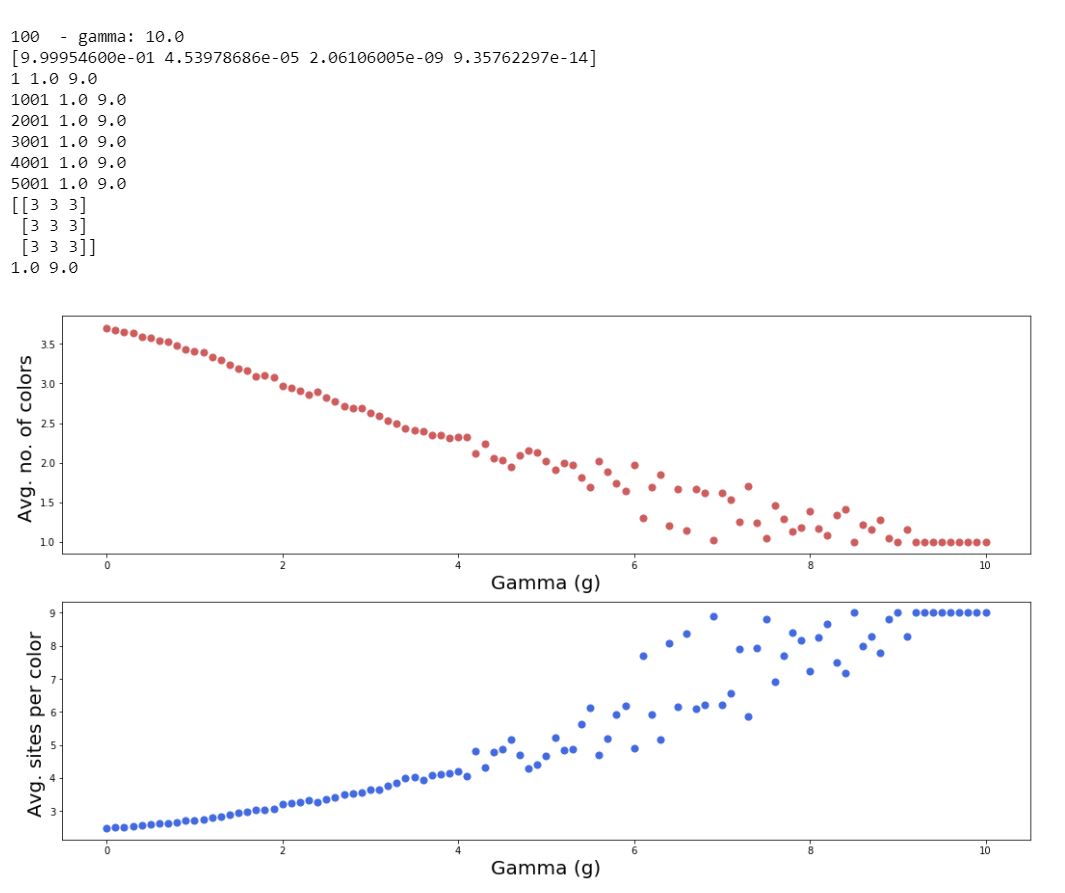 100  - gamma: 10.0
[9.99954600e-01 4.53978686e-05 2.06106005e-09 9.35762297e-14]
1 1.0 9.0
1001 1.0 9.0
2001 1.0 9.0
3001 1.0 9.0
4001 1.0 9.0
5001 1.0 9.0
[[3 3 3]
 [3 3 3]
 [3 3 3]]
1.0 9.0
Avg. no. of colors
3.5
3.0
2.5
2.0
1.5
1.0
0 2 4 6 8 10
Gamma (g)
Avg. sites per color
9
8
7
6
5
4
3
0 2 4 6 8 10
Gamma (g)